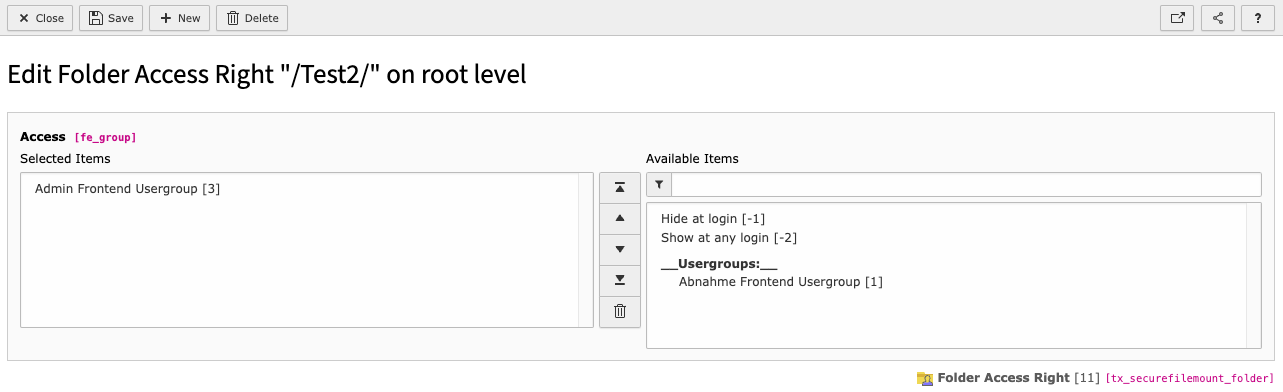 Close Save New Delete ?
Edit Folder Access Right "/Test2/" on root level
Access [fe_group]
Selected Items
Admin Frontend Usergroup [3]
Available Items
Hide at login [-1]
Show at any login [-2]
__Usergroups:__
Abnahme Frontend Usergroup [1]
Folder Access Right [11] [tx_securefilemount_folder]